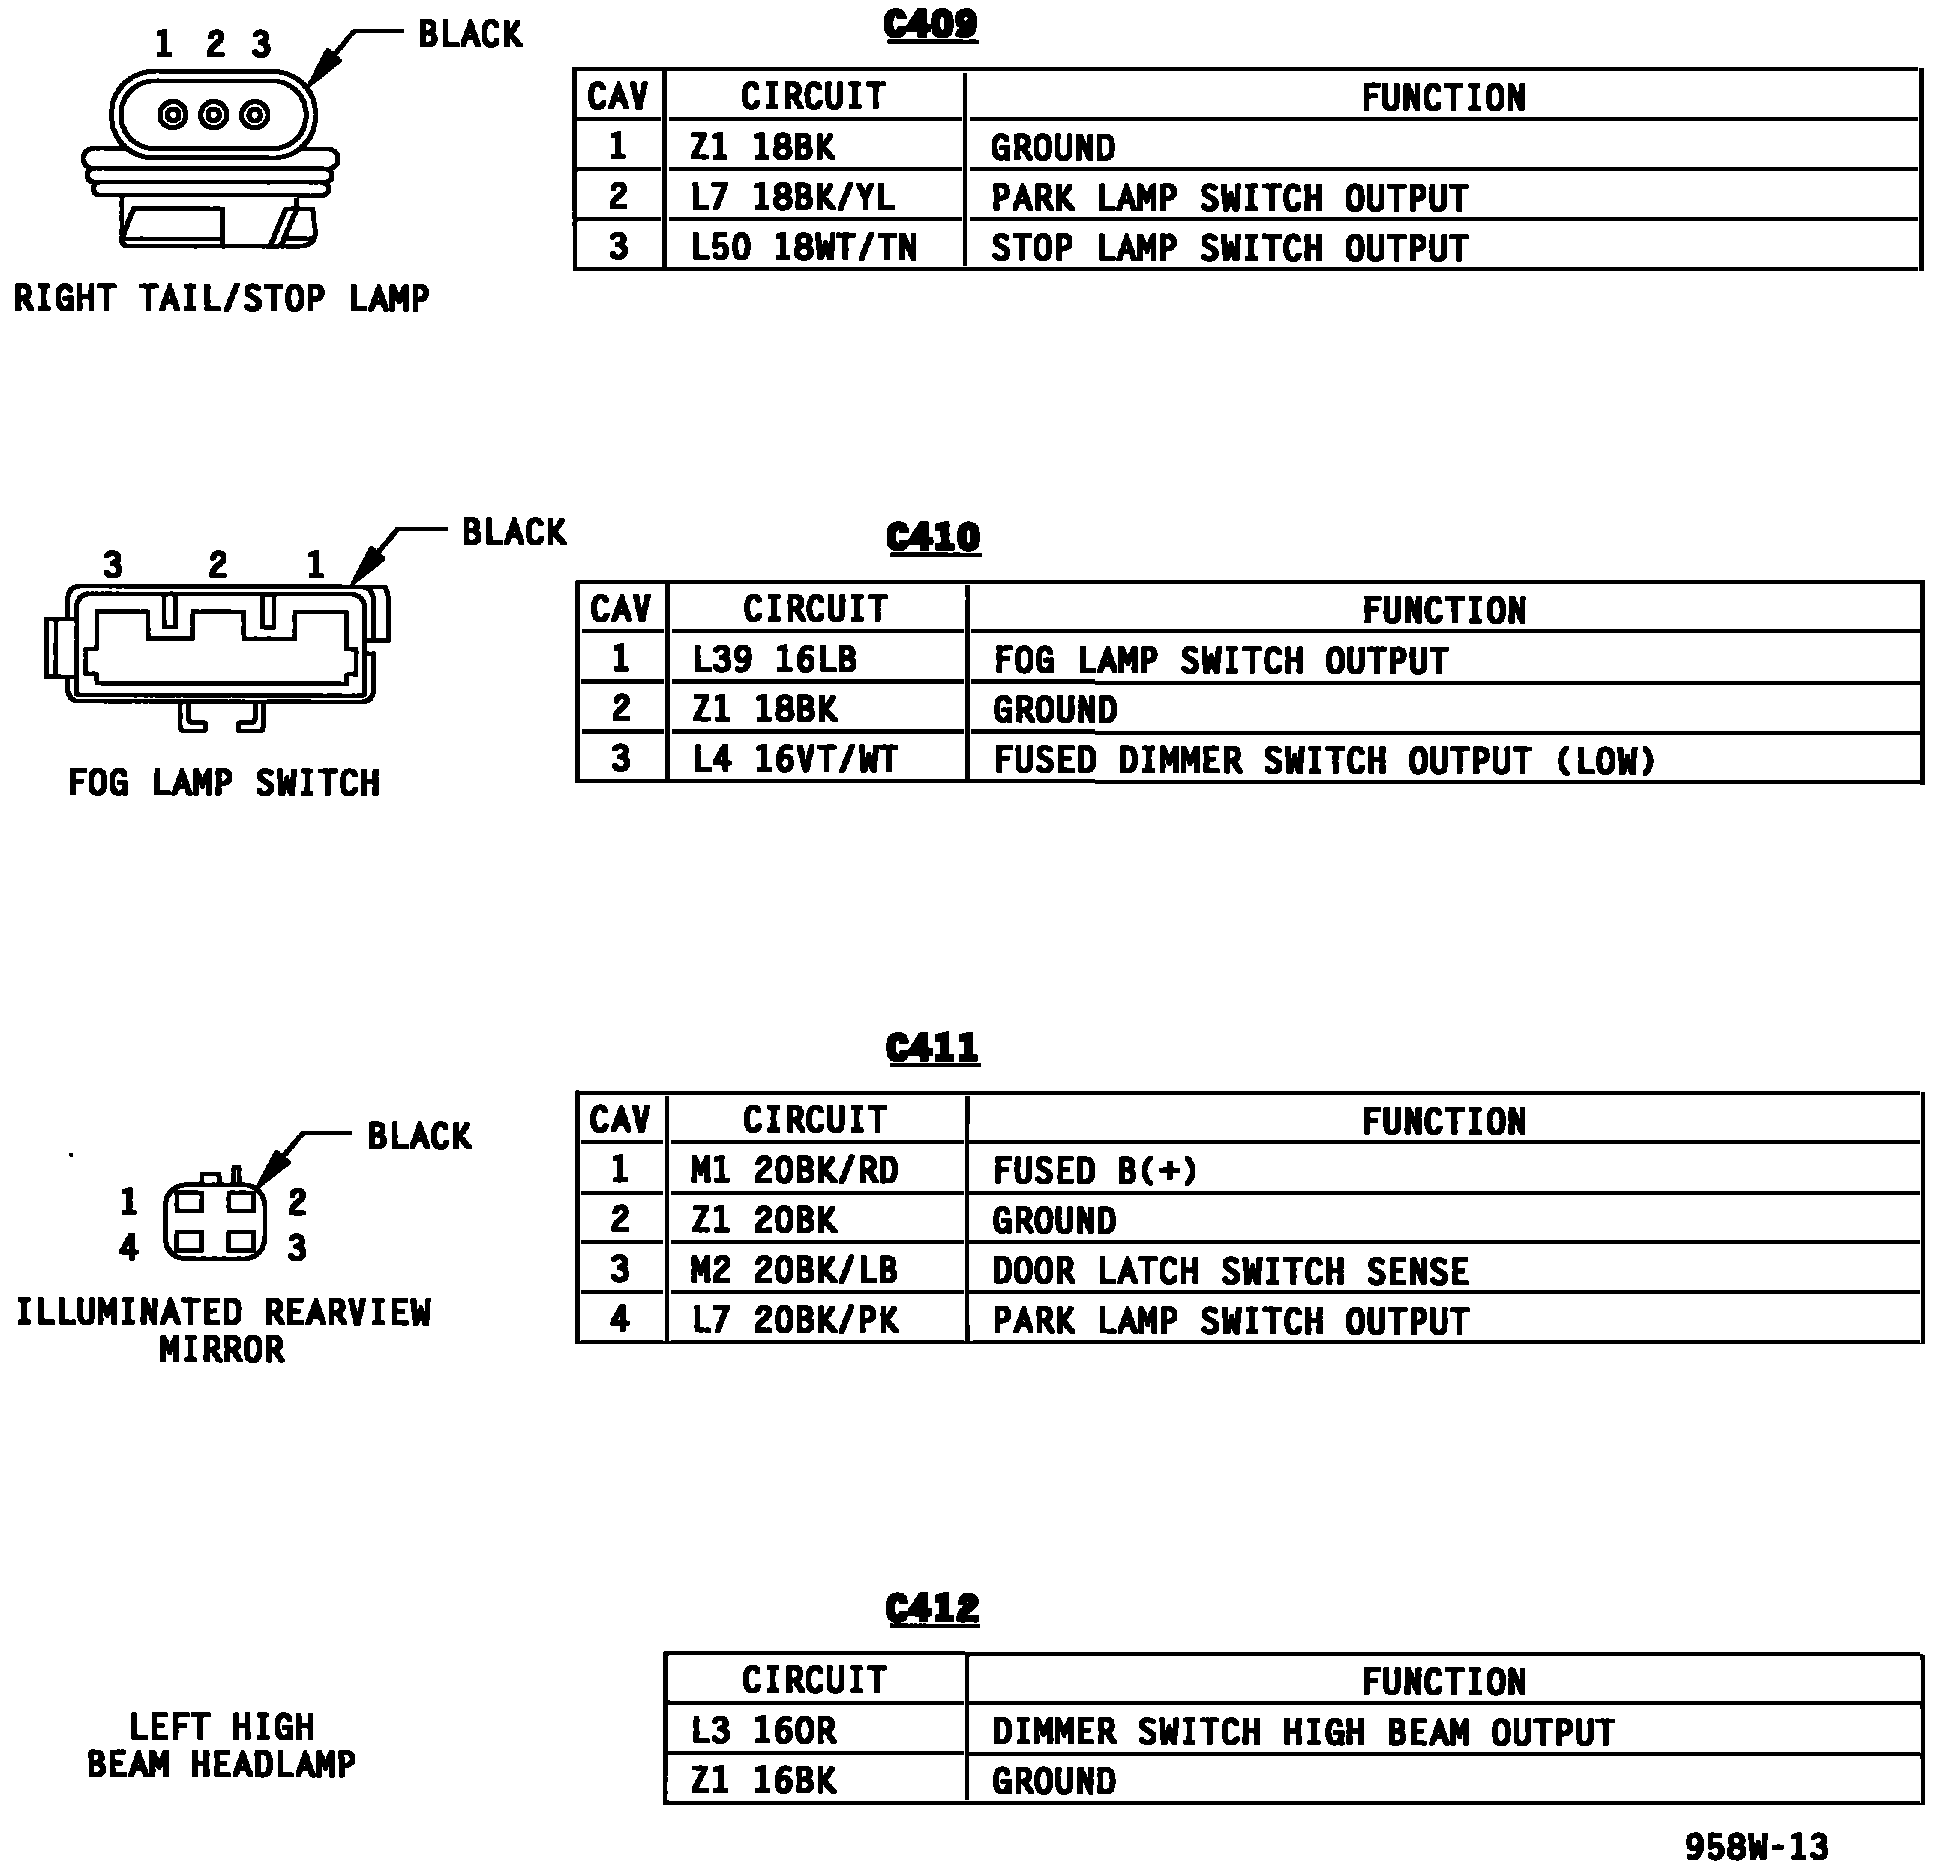 C409
1 2 3 BLACK
CAV CIRCUIT FUNCTION
1 Z1 18BK GROUND
2 L7 18BK/YL PARK LAMP SWITCH OUTPUT
3 L50 18WT/TN STOP LAMP SWITCH OUTPUT
RIGHT TAIL/STOP LAMP
C410
3 2 1 BLACK
CAV CIRCUIT FUNCTION
1 L39 16LB FOG LAMP SWITCH OUTPUT
2 Z1 18BK GROUND
3 L4 16VT/WT FUSED DIMMER SWITCH OUTPUT (LOW)
FOG LAMP SWITCH
C411
BLACK
1 2
4 3
CAV CIRCUIT FUNCTION
1 M1 20BK/RD FUSED B(+)
2 Z1 20BK GROUND
3 M2 20BK/LB DOOR LATCH SWITCH SENSE
4 L7 20BK/PK PARK LAMP SWITCH OUTPUT
ILLUMINATED REARVIEW
MIRROR
C412
CIRCUIT FUNCTION
L3 16OR DIMMER SWITCH HIGH BEAM OUTPUT
Z1 16BK GROUND
LEFT HIGH
BEAM HEADLAMP
958W-13